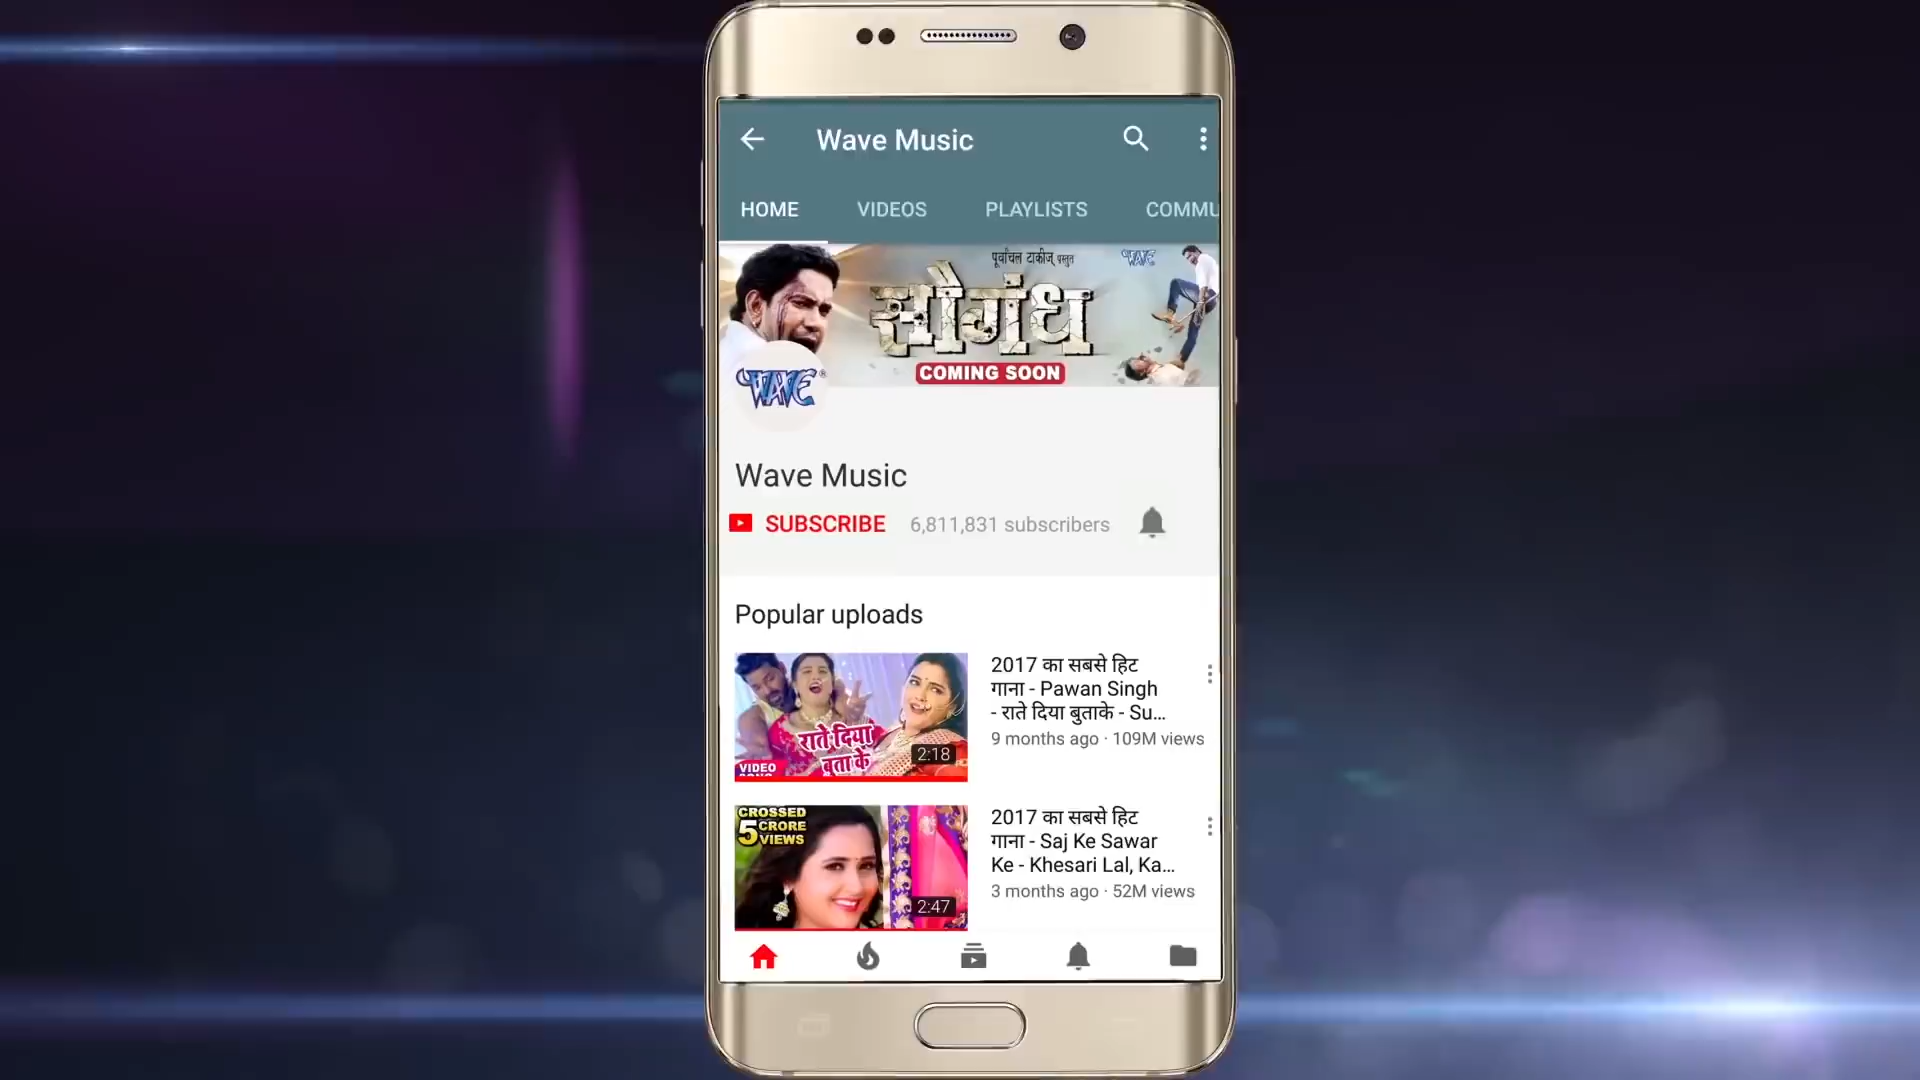 Wave Music
HOME VIDEOS PLAYLISTS COMMU
पूर्वांचल टाकीज् प्रस्तुत
WAVE
सौगंध
COMING SOON
WAVE®
Wave Music
SUBSCRIBE 6,811,831 subscribers
Popular uploads
राते दिया
बुता के
VIDEO
2:18
2017 का सबसे हिट
गाना - Pawan Singh
- राते दिया बुताके - Su...
9 months ago · 109M views
CROSSED
5 CRORE
VIEWS
2:47
2017 का सबसे हिट
गाना - Saj Ke Sawar
Ke - Khesari Lal, Ka...
3 months ago · 52M views